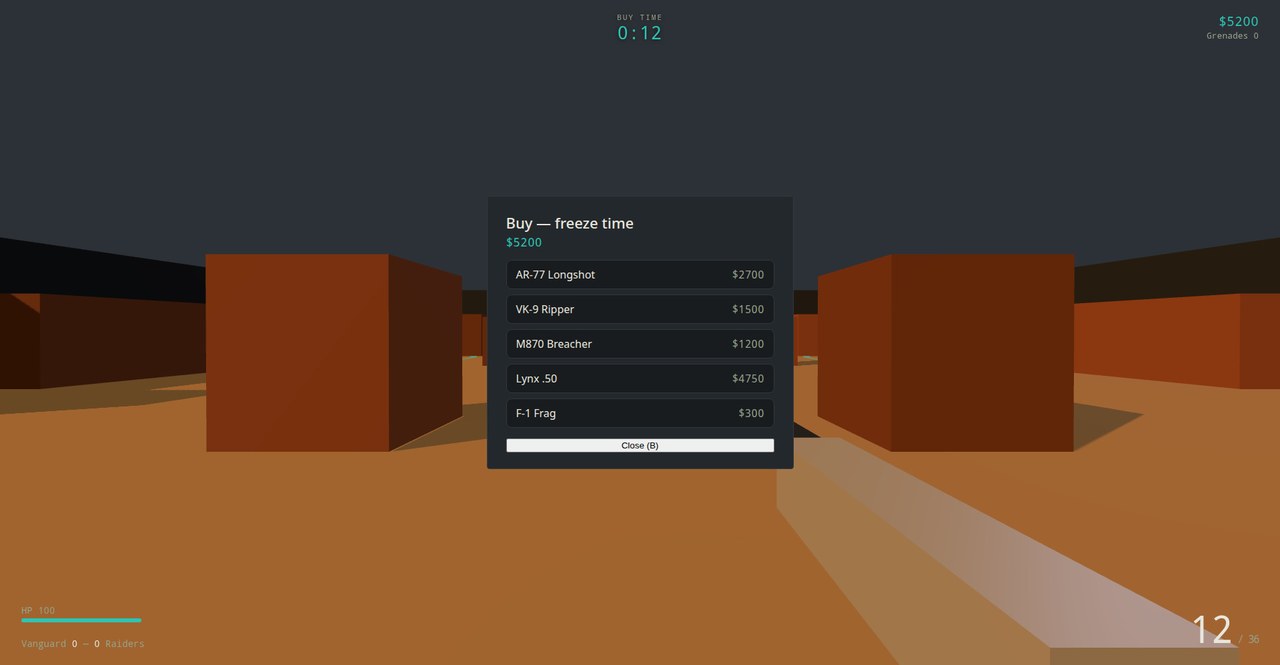 BUY TIME
0:12
$5200
Grenades 0
Buy — freeze time
$5200
AR-77 Longshot $2700
VK-9 Ripper $1500
M870 Breacher $1200
Lynx .50 $4750
F-1 Frag $300
Close (B)
HP 100
Vanguard 0 — 0 Raiders
12 / 36